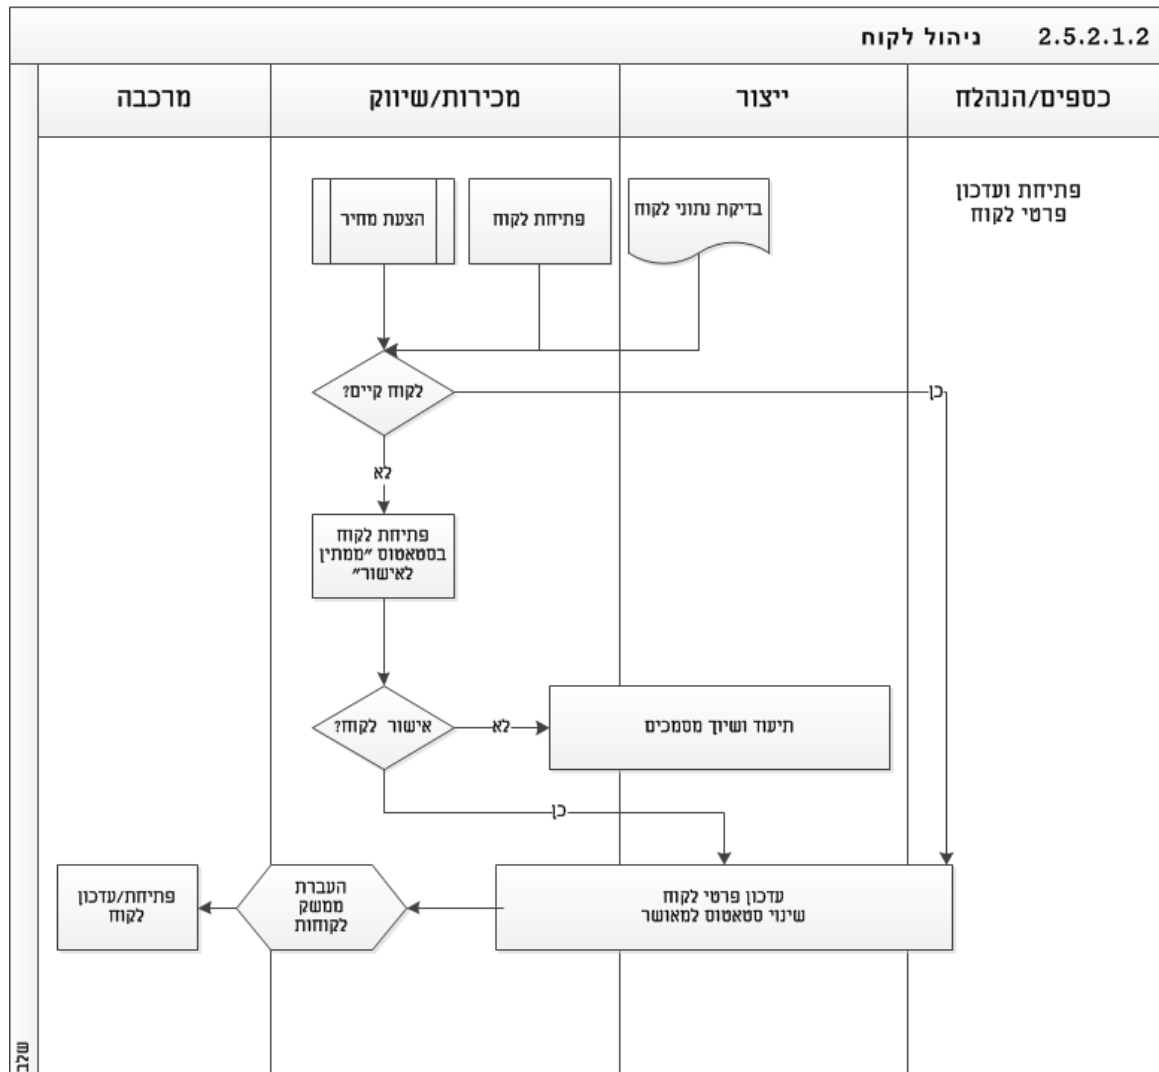 2.5.2.1.2 ניהול לקוח
כספים/הנהלה
ייצור
מכירות/שיווק
מרכבה
פתיחת ועדכון
פרטי לקוח
בדיקת נתוני לקוח
פתיחת לקוח
הצעת מחיר
לקוח קיים?
כן
לא
פתיחת לקוח
בסטאטוס "ממתין
לאישור"
אישור לקוח?
לא
תיעוד ושיוך מסמכים
כן
עדכון פרטי לקוח
שינוי סטאטוס למאושר
העברת
ממשק
לקוחות
פתיחת/עדכון
לקוח
שלב